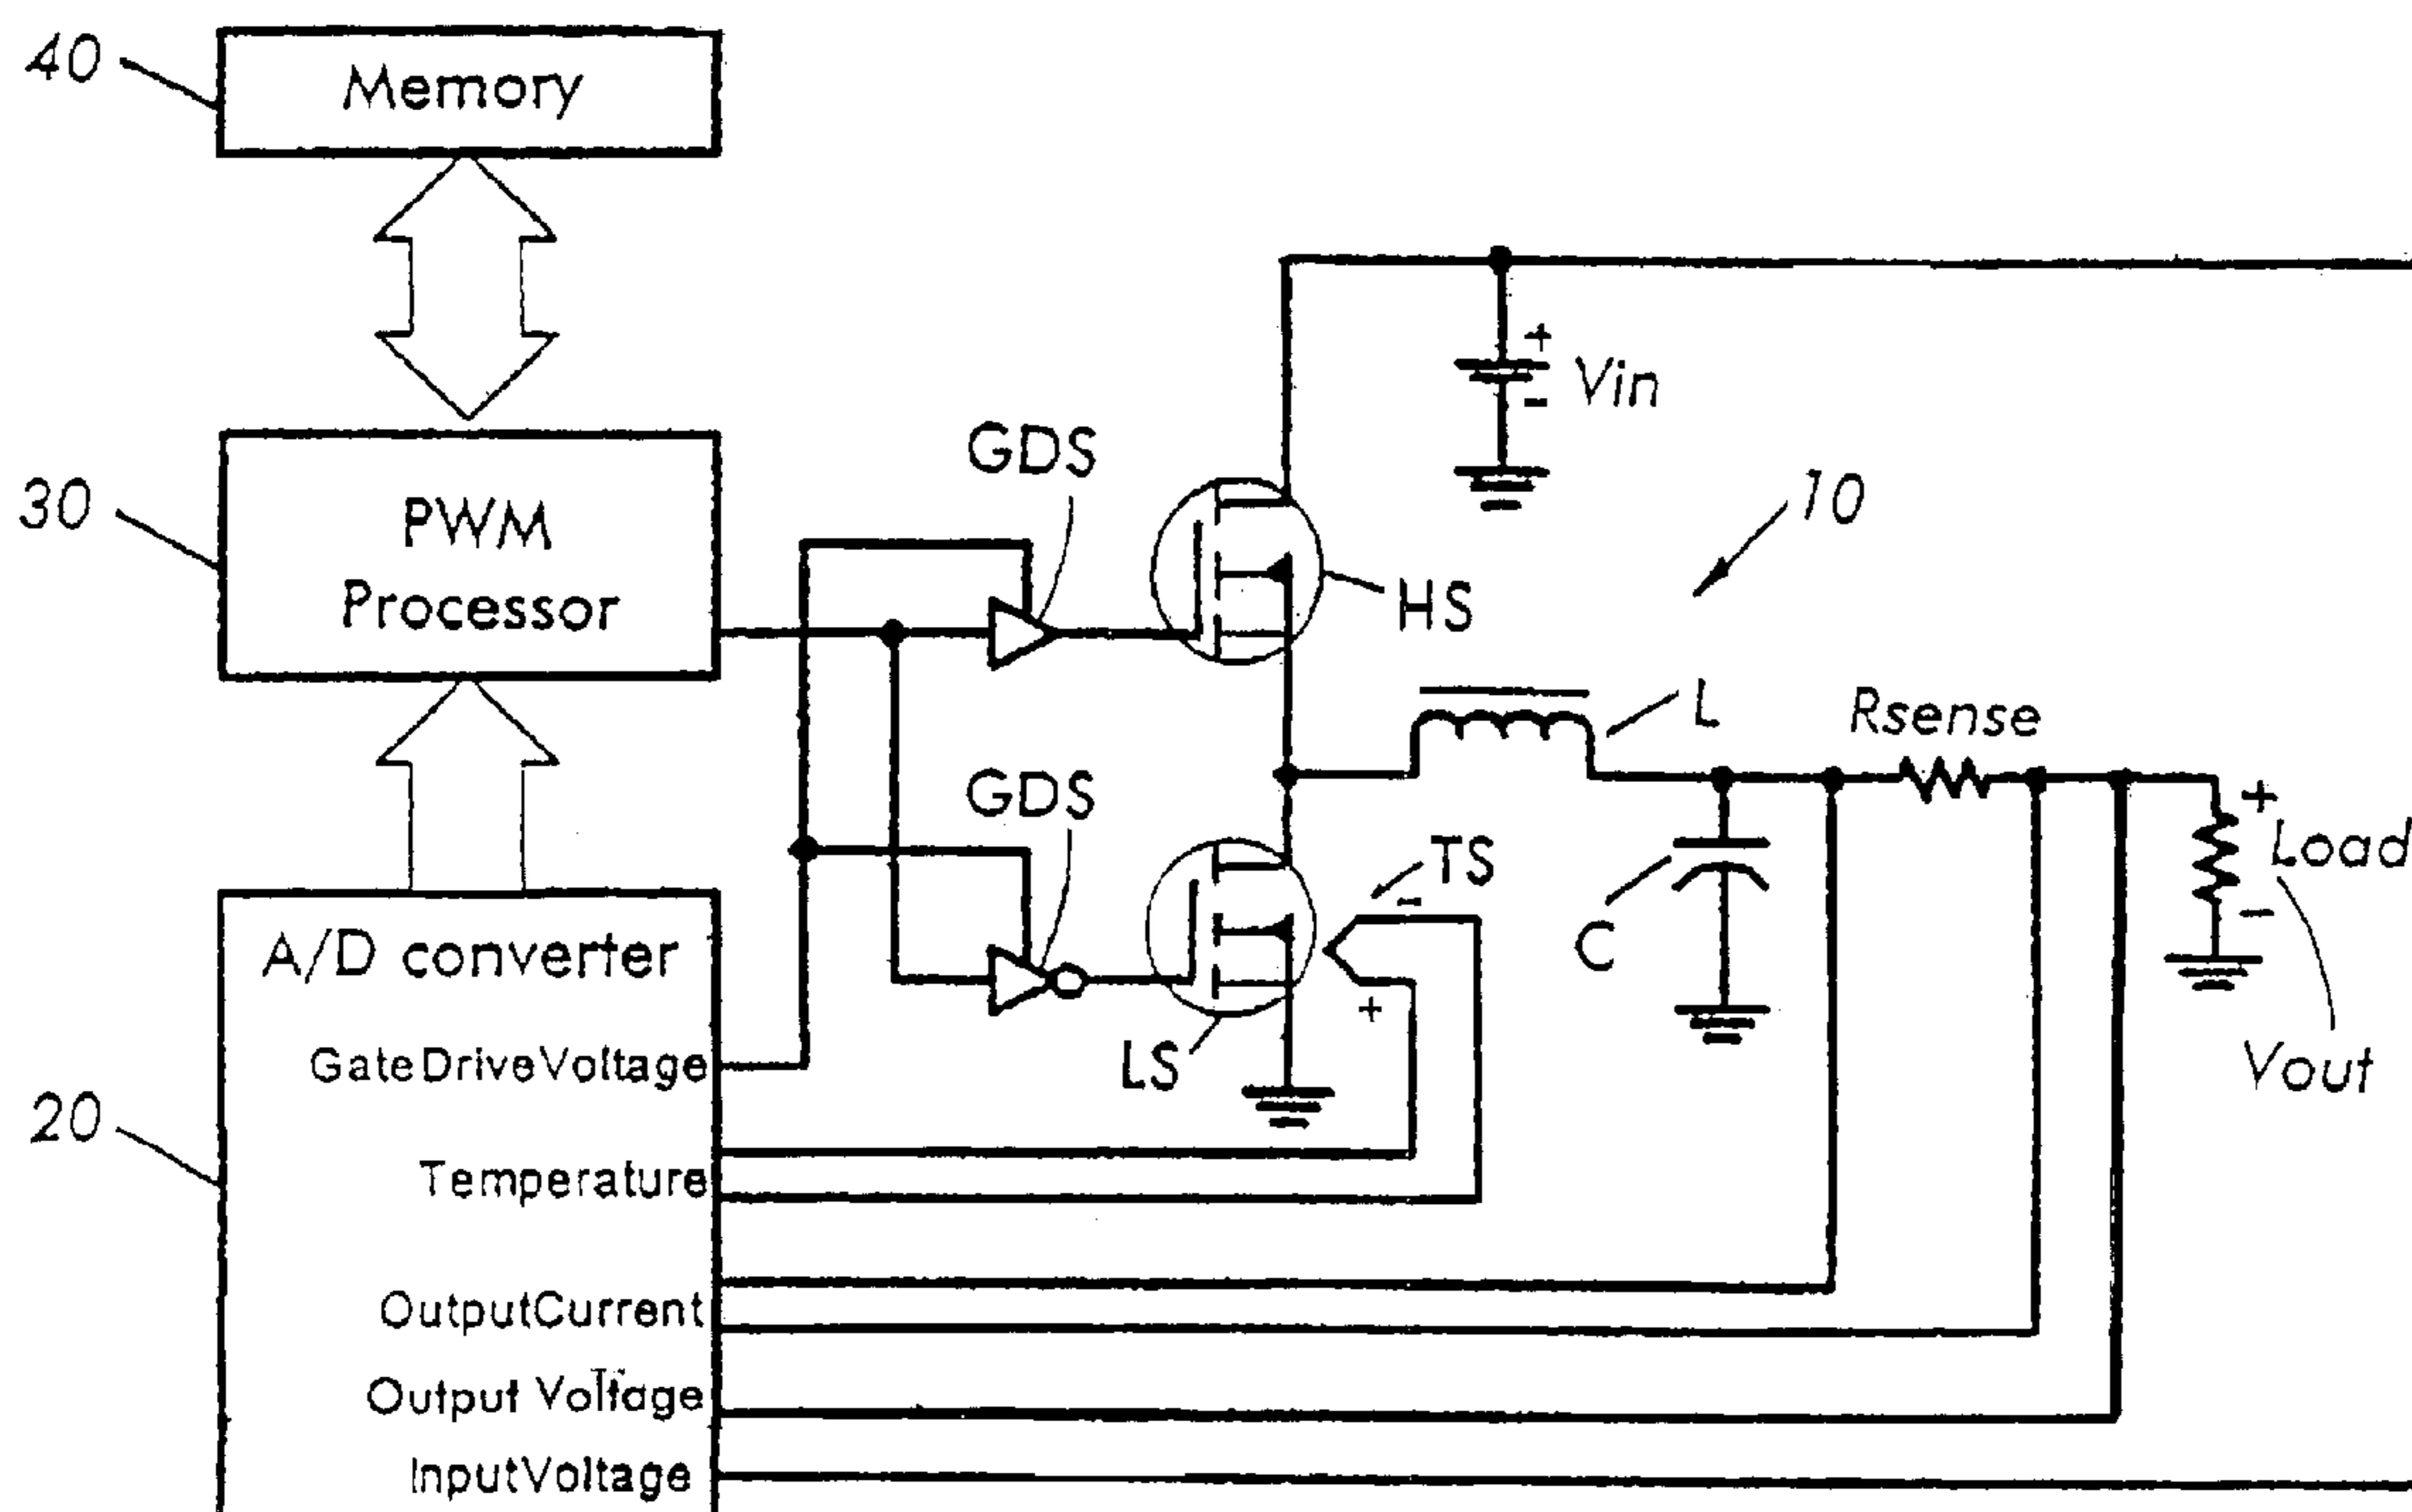 40
Memory
+
Vin
-
GDS
10
30
PWM
Processor
HS
L
Rsense
GDS
TS
+
Load
-
C
-
A/D converter
+
LS
Vout
GateDriveVoltage
20
Temperature
OutputCurrent
Output Voltage
InputVoltage